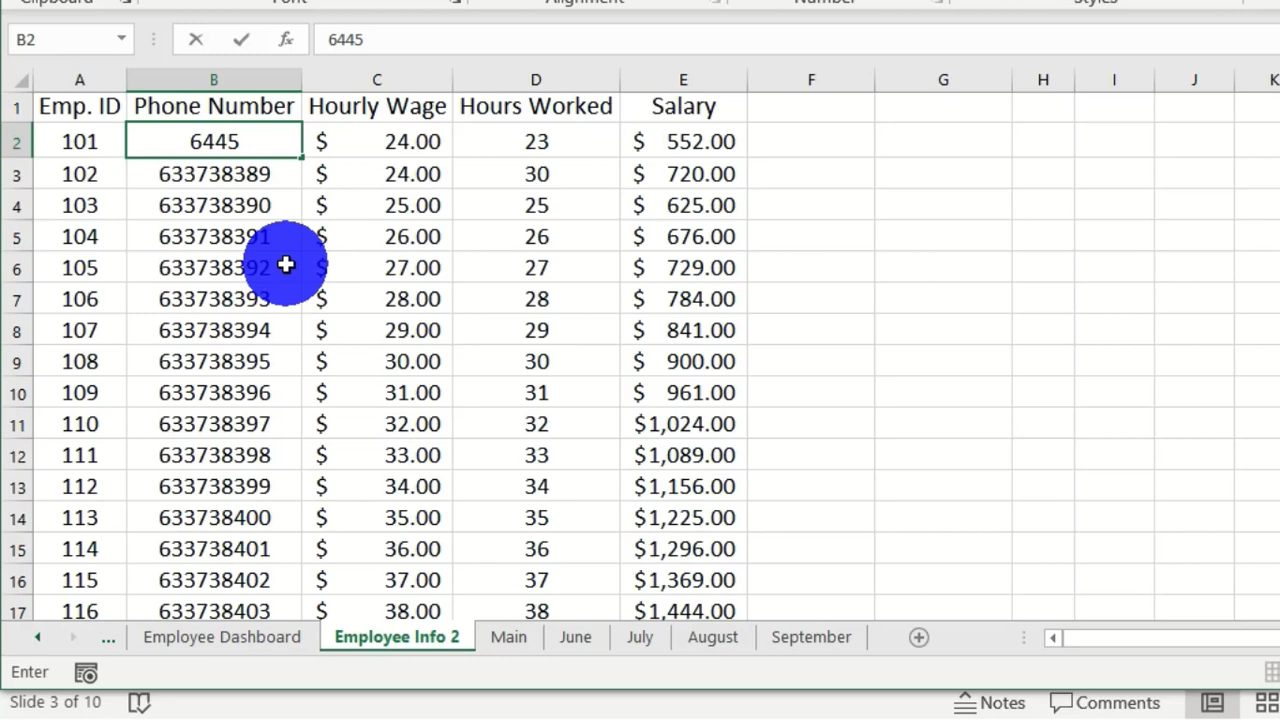 Clipboard Font Alignment Number Styles
B2 fx 6445
A B C D E F G H I J K
1 Emp. ID Phone Number Hourly Wage Hours Worked Salary
2 101 6445 $ 24.00 23 $ 552.00
3 102 633738389 $ 24.00 30 $ 720.00
4 103 633738390 $ 25.00 25 $ 625.00
5 104 633738391 $ 26.00 26 $ 676.00
6 105 633738392 $ 27.00 27 $ 729.00
7 106 633738393 $ 28.00 28 $ 784.00
8 107 633738394 $ 29.00 29 $ 841.00
9 108 633738395 $ 30.00 30 $ 900.00
10 109 633738396 $ 31.00 31 $ 961.00
11 110 633738397 $ 32.00 32 $1,024.00
12 111 633738398 $ 33.00 33 $1,089.00
13 112 633738399 $ 34.00 34 $1,156.00
14 113 633738400 $ 35.00 35 $1,225.00
15 114 633738401 $ 36.00 36 $1,296.00
16 115 633738402 $ 37.00 37 $1,369.00
17 116 633738403 $ 38.00 38 $1,444.00
... Employee Dashboard Employee Info 2 Main June July August September
Enter
Slide 3 of 10 Notes Comments